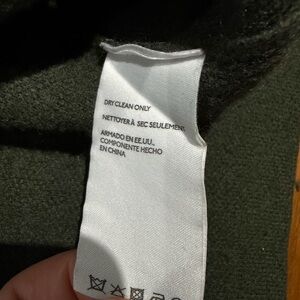 DRY CLEAN ONLY
NETTOYER À SEC SEULEMENT
ARMADO EN EE.UU..
COMPONENTE HECHO
EN CHINA